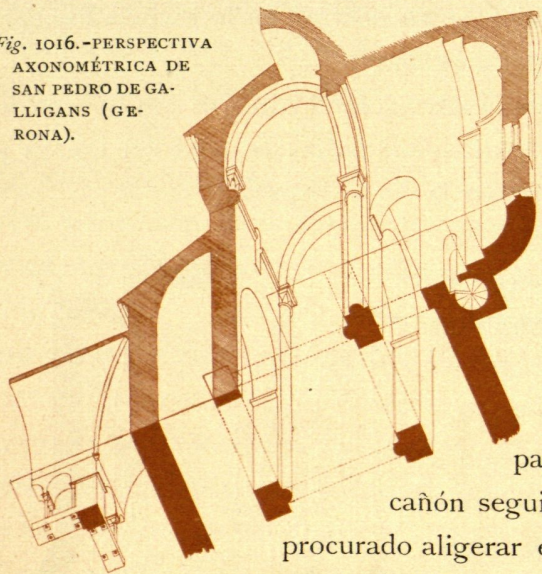 Fig. 1016.-PERSPECTIVA
AXONOMÉTRICA DE
SAN PEDRO DE GA-
LLIGANS (GE-
RONA).
pa
cañón segui
procurado aligerar e